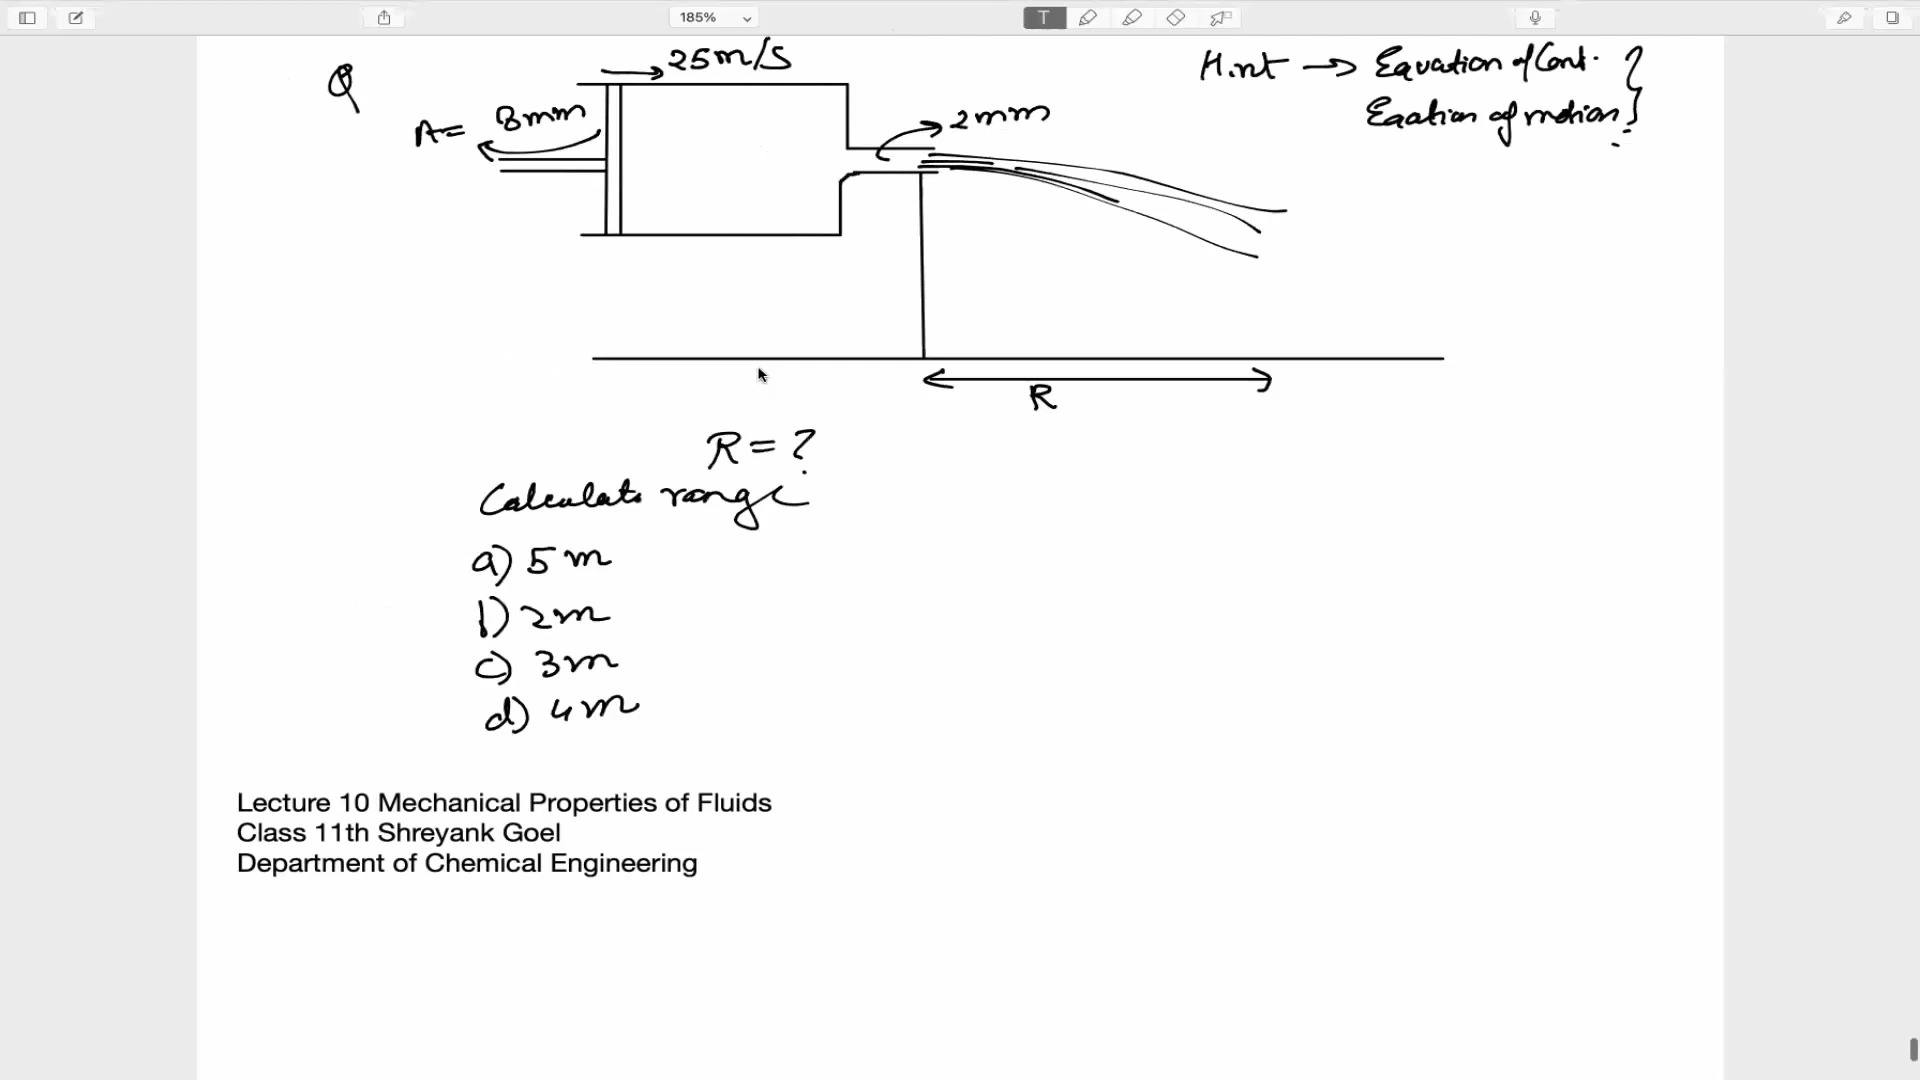 185%
T
Q
25m/s
Hint → Equation of Cont.
A= 8mm
2mm
Eqation of motion
R
R = ?
Calculate range
a) 5m
b) 2m
c) 3m
d) 4m
Lecture 10 Mechanical Properties of Fluids
Class 11th Shreyank Goel
Department of Chemical Engineering